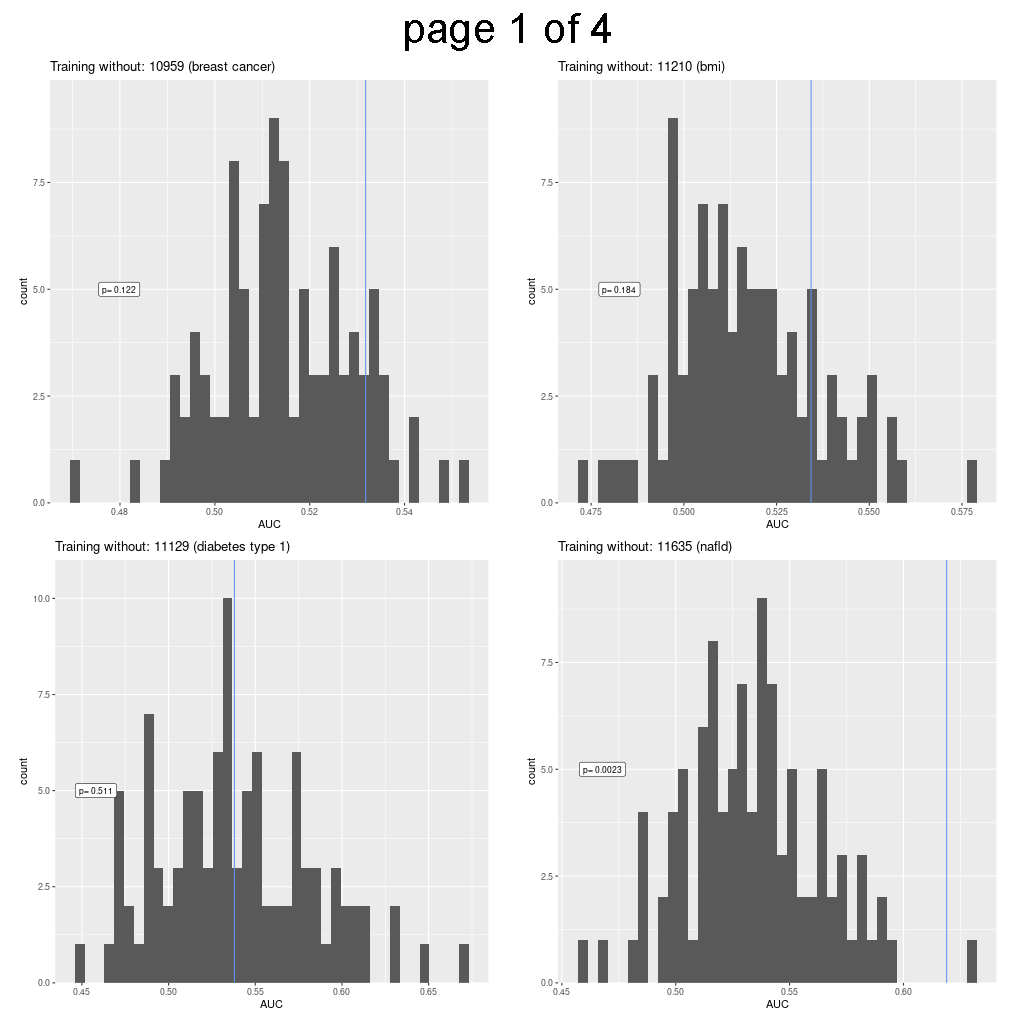 page 1 of 4
Training without: 10959 (breast cancer)
count
7.5
5.0
2.5
0.0
p= 0.122
0.48 0.50 0.52 0.54
AUC
Training without: 11210 (bmi)
count
7.5
5.0
2.5
0.0
p= 0.184
0.475 0.500 0.525 0.550 0.575
AUC
Training without: 11129 (diabetes type 1)
count
10.0
7.5
5.0
2.5
0.0
p= 0.511
0.45 0.50 0.55 0.60 0.65
AUC
Training without: 11635 (nafld)
count
7.5
5.0
2.5
0.0
p= 0.0023
0.45 0.50 0.55 0.60
AUC